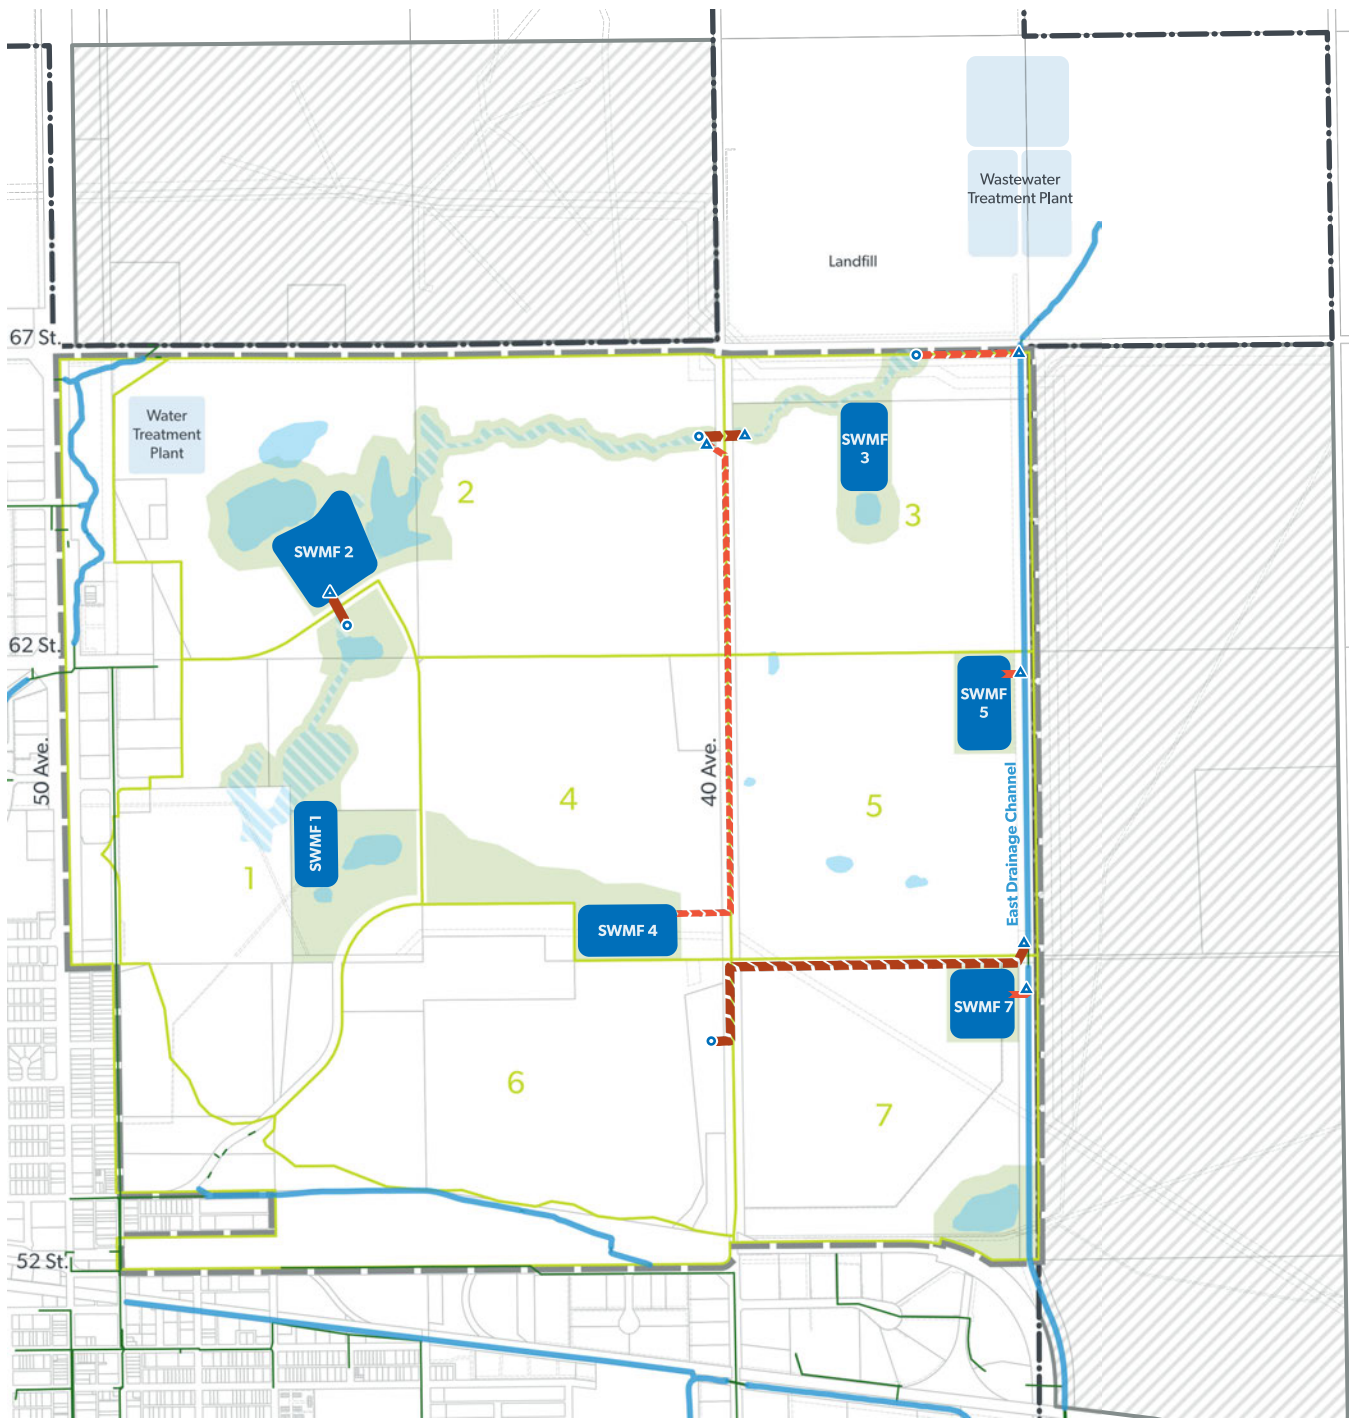 Wastewater
Treatment Plant
Landfill
67 St.
Water
Treatment
Plant
SWMF
3
2
3
SWMF 2
62 St.
SWMF
5
50 Ave.
40 Ave.
East Drainage Channel
4
5
SWMF 1
1
SWMF 4
SWMF 7
6
7
52 St.